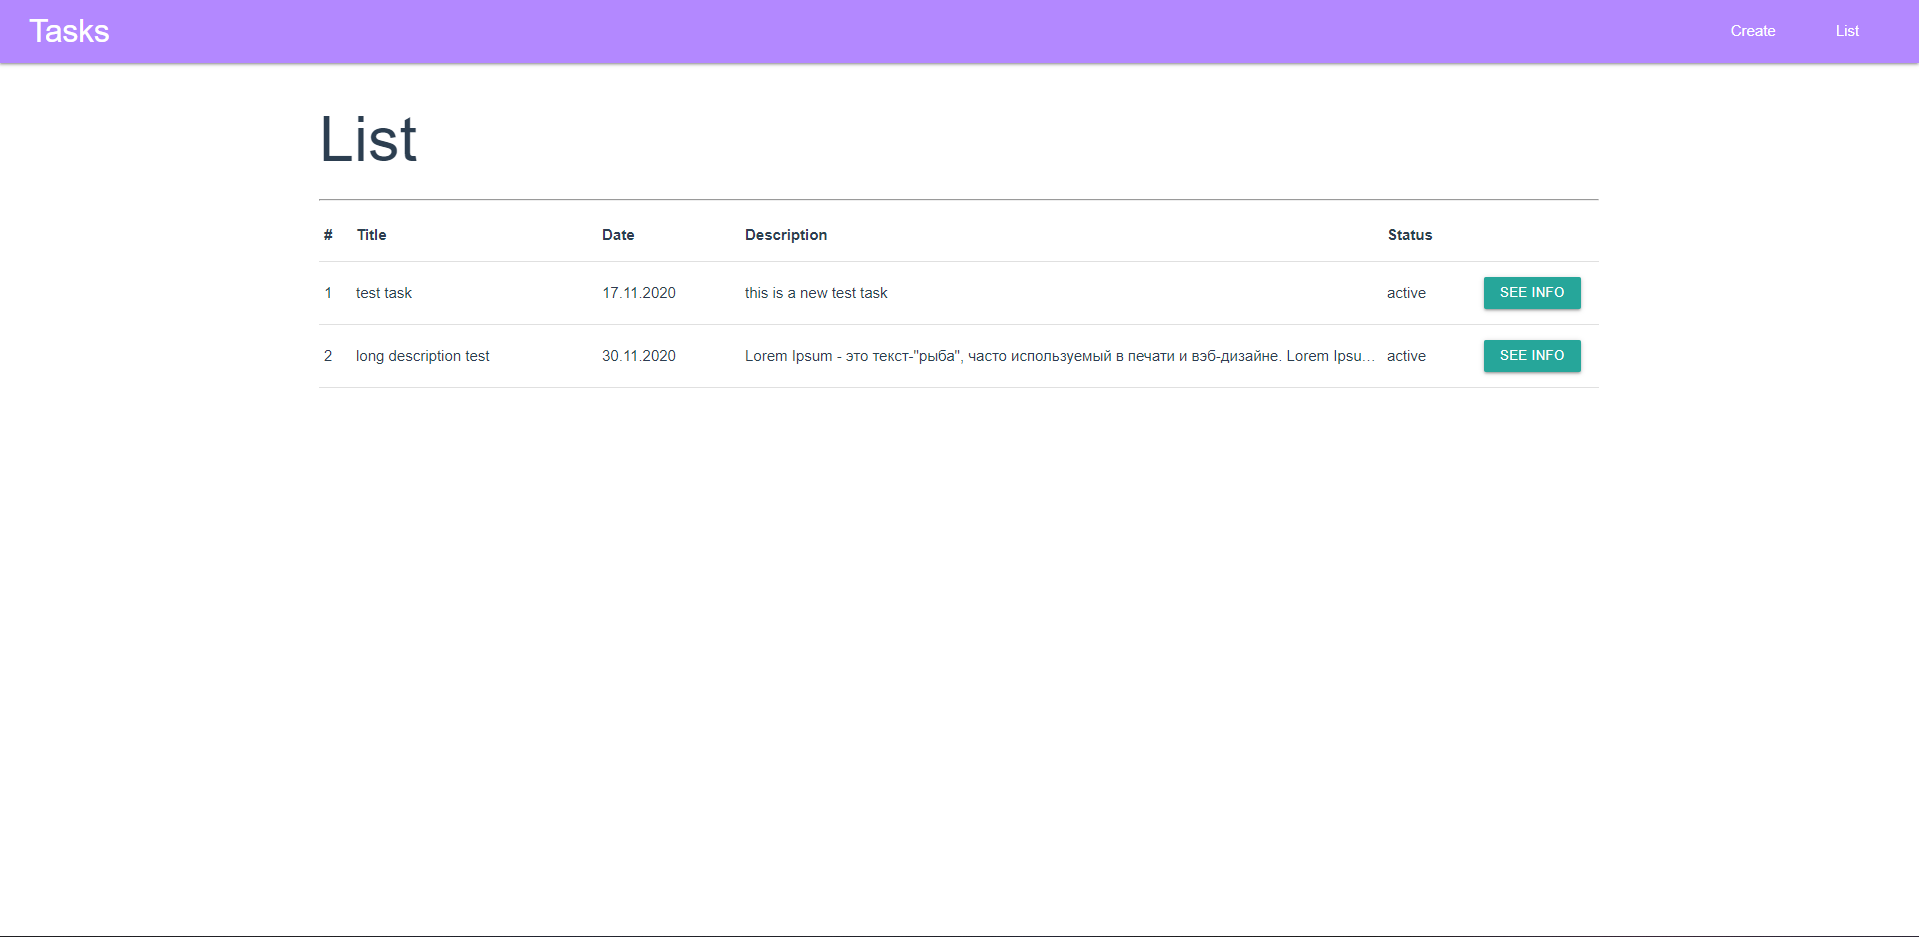 Tasks Create List
List
# Title Date Description Status
1 test task 17.11.2020 this is a new test task active SEE INFO
2 long description test 30.11.2020 Lorem Ipsum - это текст-"рыба", часто используемый в печати и вэб-дизайне. Lorem Ipsu... active SEE INFO